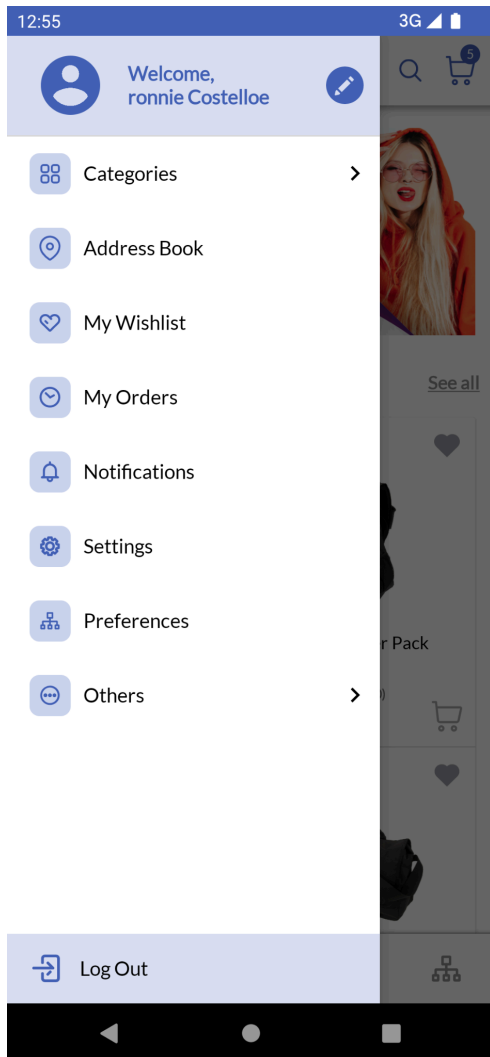 12:55
3G
5
Welcome,
ronnie Costelloe
Categories
Address Book
My Wishlist
My Orders
Notifications
Settings
Preferences
Others
See all
Pack
Log Out